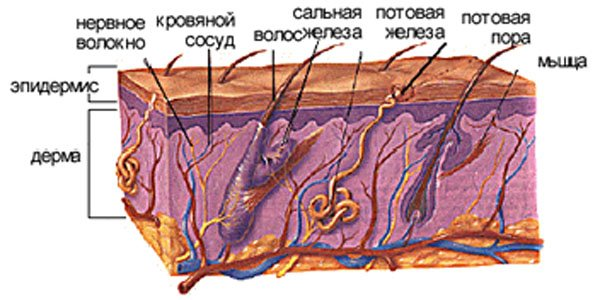 нервное
волокно
кровяной
сосуд
волос
сальная
железа
потовая
железа
потовая
пора
мышца
эпидермис
дерма